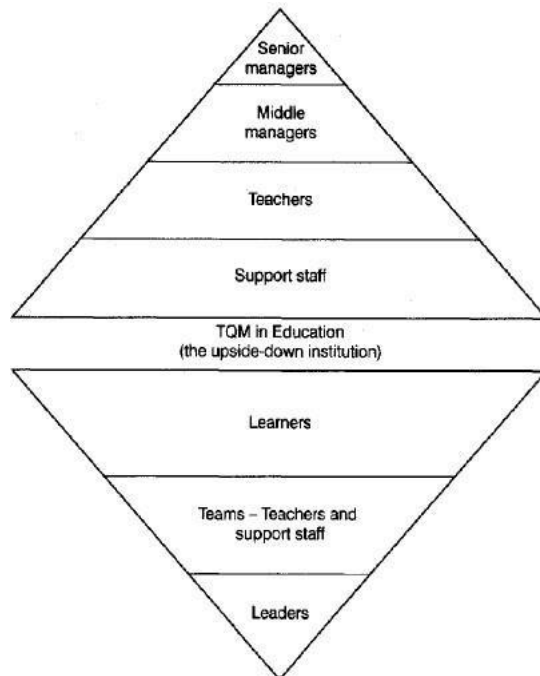 Senior
managers
Middle
managers
Teachers
Support staff
TQM in Education
(the upside-down institution)
Learners
Teams – Teachers and
support staff
Leaders